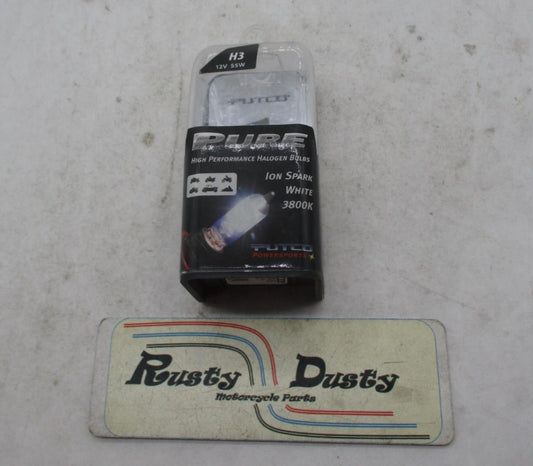 H3
12V 55W
PUTCO
PURE
High Performance Halogen Bulbs
Ion Spark
White
3800K
PUTCO
Powersports
Rusty Dusty
Motorcycle Parts